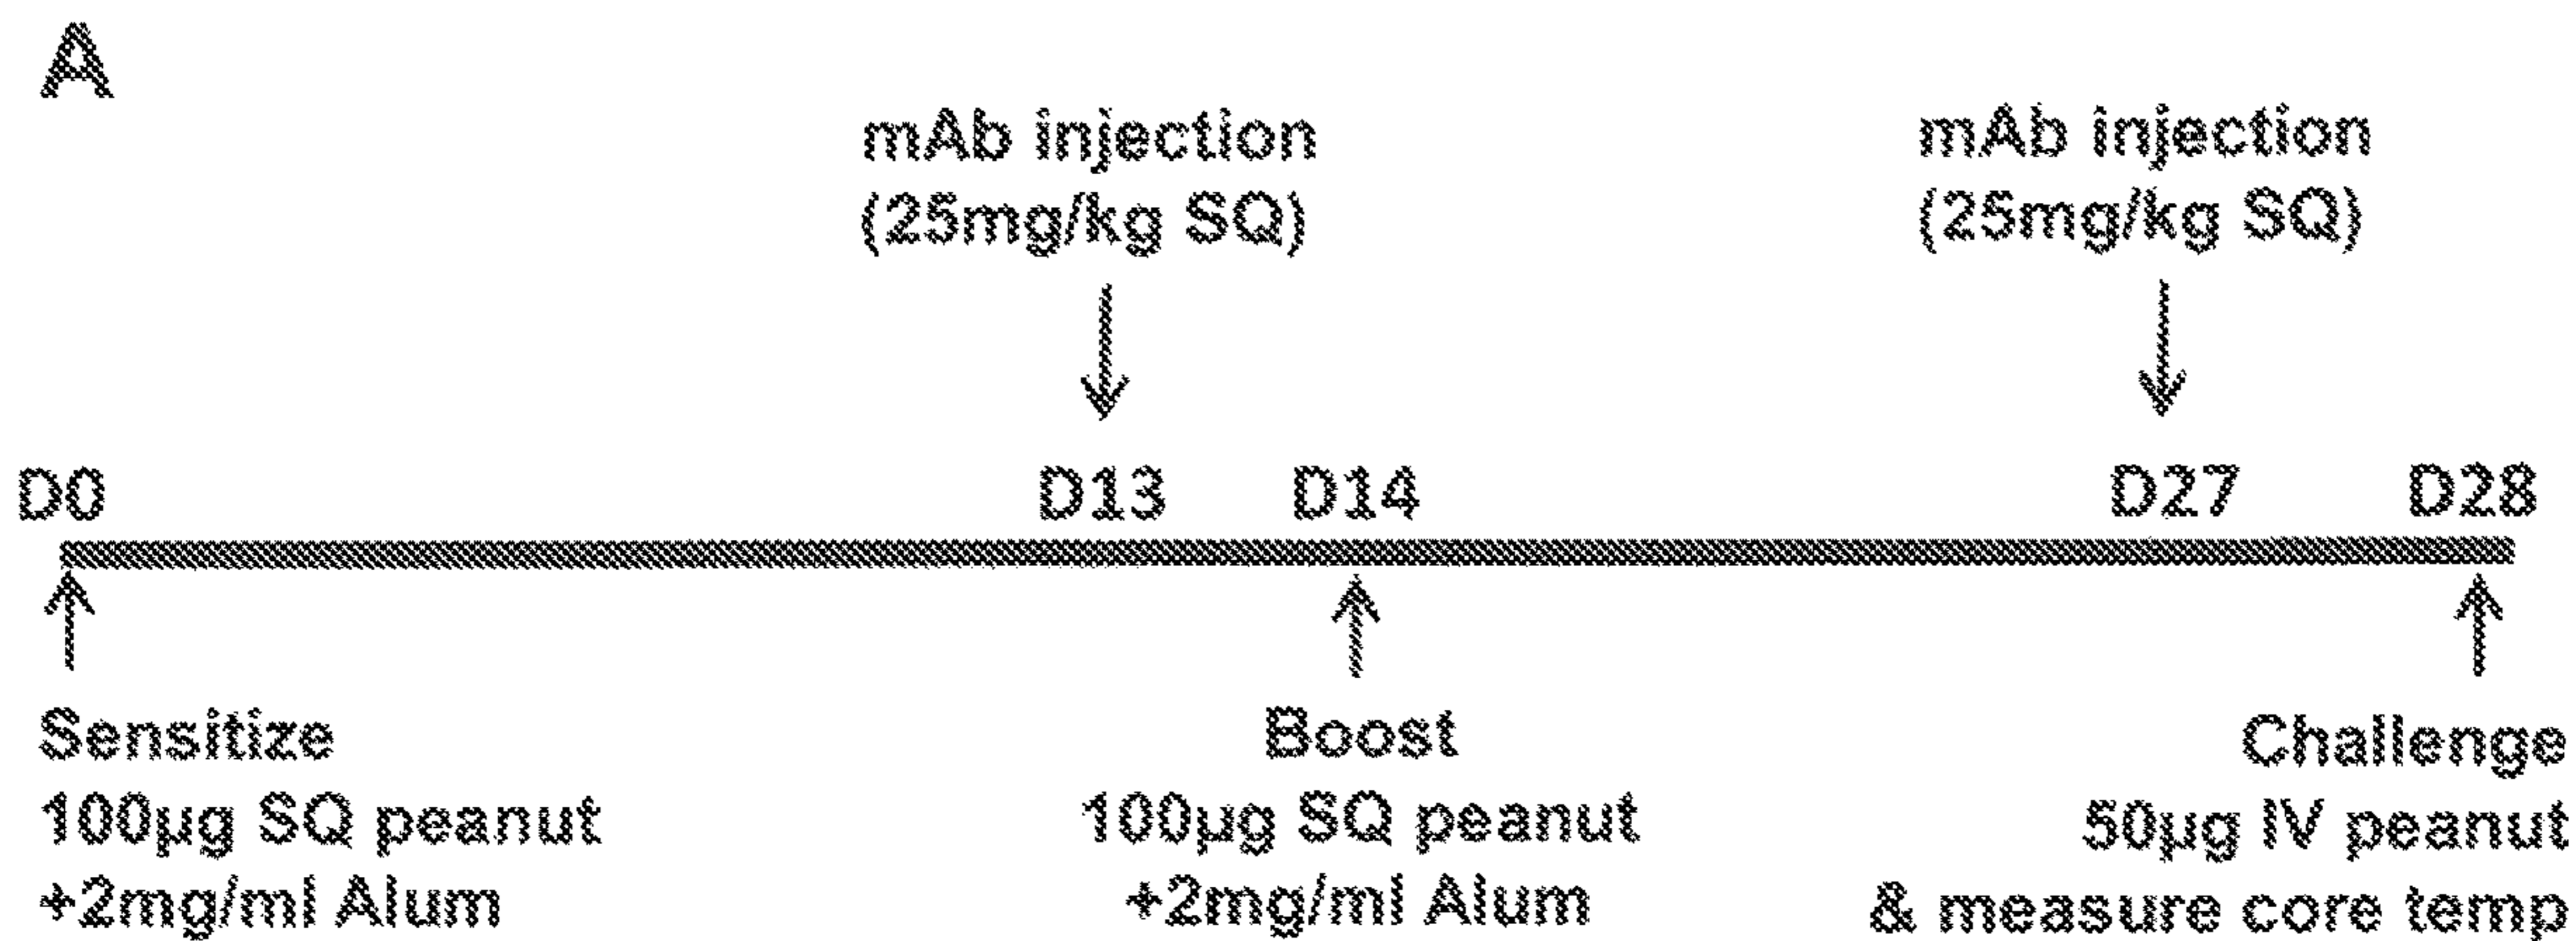 A
mAb injection
(25mg/kg SQ)
mAb injection
(25mg/kg SQ)
D0
D13
D14
D27
D28
Sensitize
100µg SQ peanut
+2mg/ml Alum
Boost
100µg SQ peanut
+2mg/ml Alum
Challenge
50µg IV peanut
& measure core temp